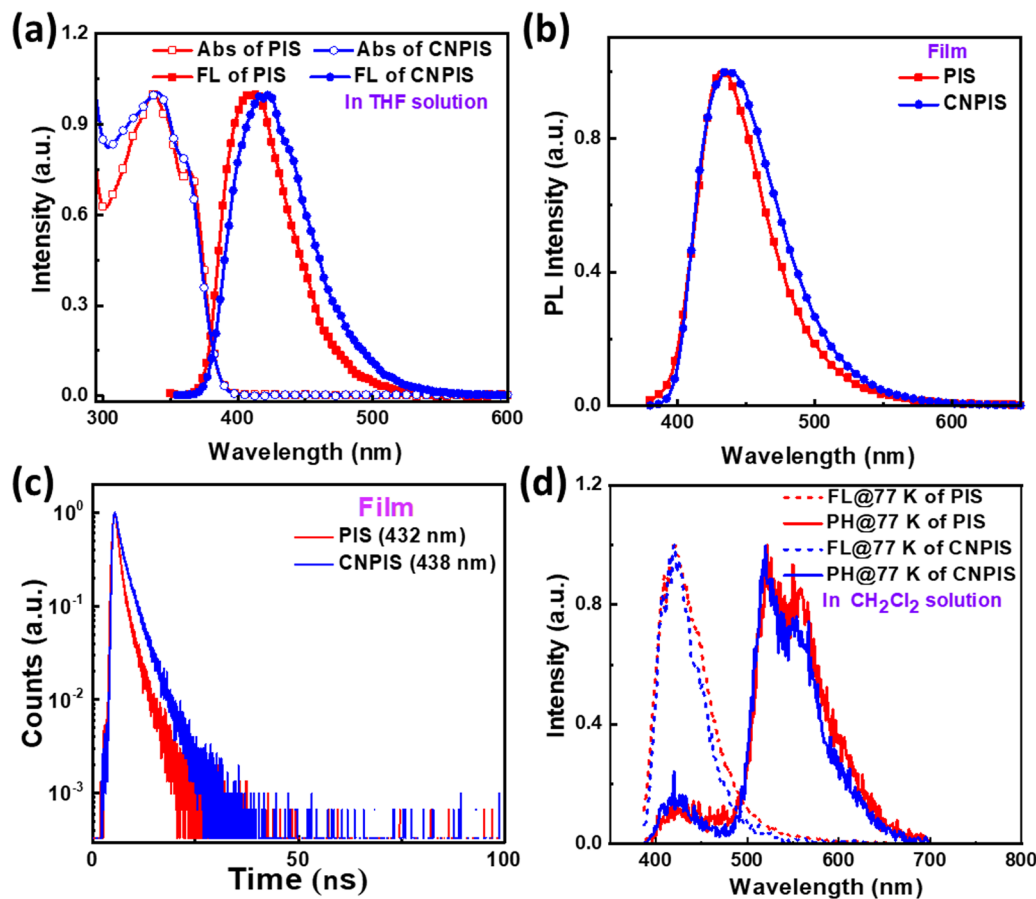 (a)
1.2
0.9
0.6
0.3
0.0
Intensity (a.u.)
Abs of PIS
Abs of CNPIS
FL of PIS
FL of CNPIS
In THF solution
300 400 500 600
Wavelength (nm)
(b)
0.8
0.4
0.0
PL Intensity (a.u.)
Film
PIS
CNPIS
400 500 600
Wavelength (nm)
(c)
10⁰
10⁻¹
10⁻²
10⁻³
Counts (a.u.)
Film
PIS (432 nm)
CNPIS (438 nm)
0 50 100
Time (ns)
(d)
1.2
0.8
0.4
0.0
Intensity (a.u.)
FL@77 K of PIS
PH@77 K of PIS
FL@77 K of CNPIS
PH@77 K of CNPIS
In CH₂Cl₂ solution
400 500 600 700 800
Wavelength (nm)